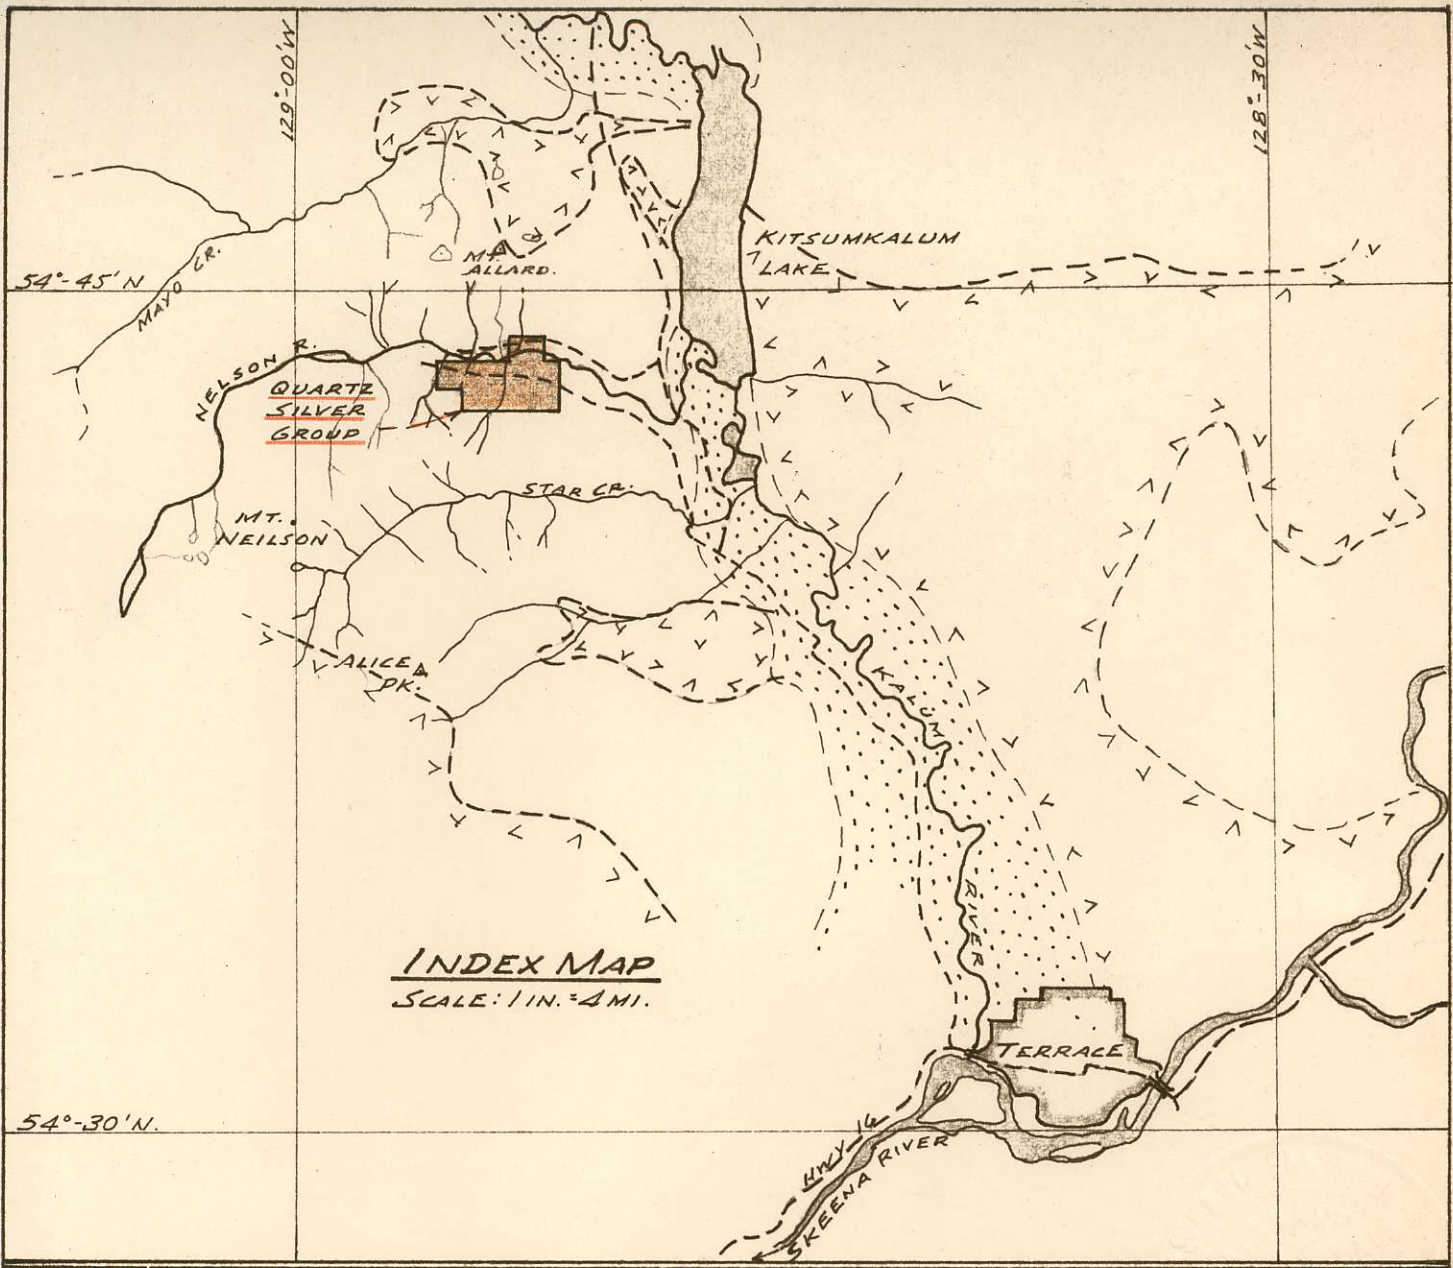 129°-00'W
128°-30'W
KITSUMKALUM
LAKE
MT.
ALLARD.
MAYO CR.
54°-45'N
NELSON R.
QUARTZ
SILVER
GROUP
STAR CR.
MT.
NEILSON
ALICE
PK.
KALUM
RIVER
INDEX MAP
SCALE: 1 IN. = 4 MI.
TERRACE
54°-30'N.
HWY 16
SKEENA RIVER